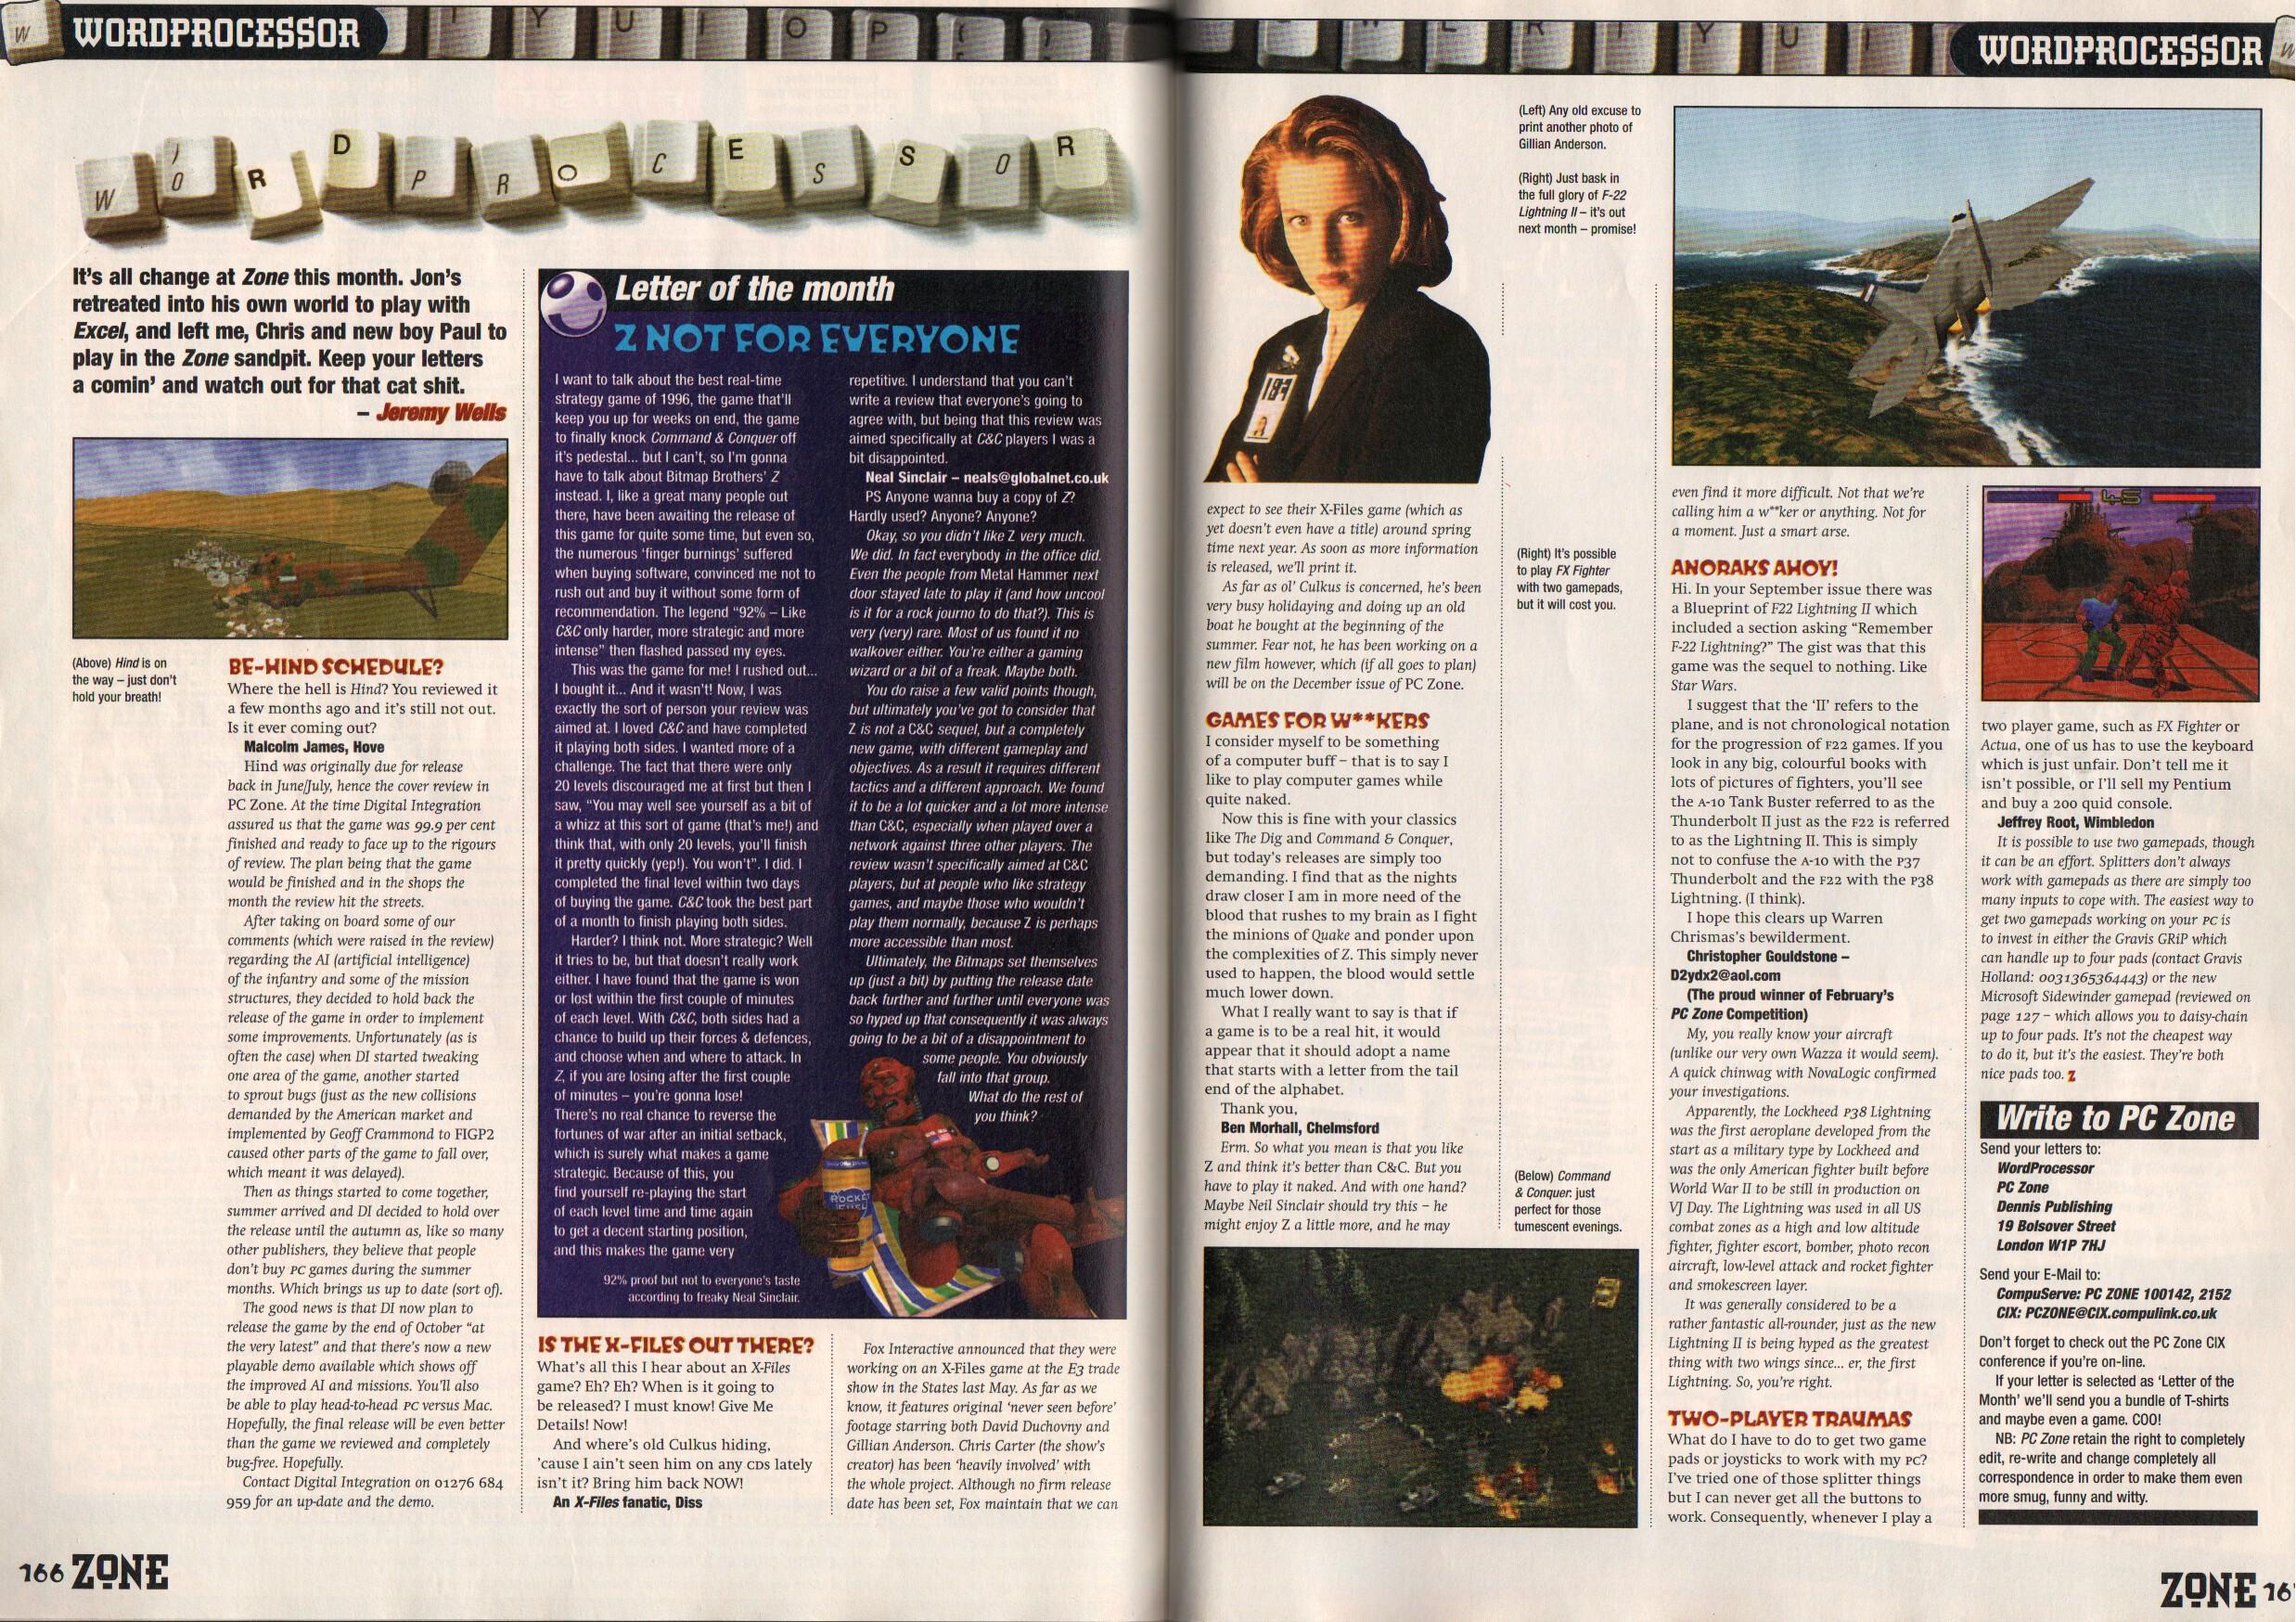 WORDPROCESSOR
Y U I O P
WORDPROCESSOR
W O R D P R O C E S S O R
It's all change at Zone this month. Jon's
retreated into his own world to play with
Excel, and left me, Chris and new boy Paul to
play in the Zone sandpit. Keep your letters
a comin' and watch out for that cat shit.
– Jeremy Wells
(Above) Hind is on
the way – just don't
hold your breath!
BE-HIND SCHEDULE?
Where the hell is Hind? You reviewed it
a few months ago and it's still not out.
Is it ever coming out?
Malcolm James, Hove
Hind was originally due for release
back in June/July, hence the cover review in
PC Zone. At the time Digital Integration
assured us that the game was 99.9 per cent
finished and ready to face up to the rigours
of review. The plan being that the game
would be finished and in the shops the
month the review hit the streets.
After taking on board some of our
comments (which were raised in the review)
regarding the AI (artificial intelligence)
of the infantry and some of the mission
structures, they decided to hold back the
release of the game in order to implement
some improvements. Unfortunately (as is
often the case) when DI started tweaking
one area of the game, another started
to sprout bugs (just as the new collisions
demanded by the American market and
implemented by Geoff Crammond to FIGP2
caused other parts of the game to fall over,
which meant it was delayed).
Then as things started to come together,
summer arrived and DI decided to hold over
the release until the autumn as, like so many
other publishers, they believe that people
don't buy PC games during the summer
months. Which brings us up to date (sort of).
The good news is that DI now plan to
release the game by the end of October "at
the very latest" and that there's now a new
playable demo available which shows off
the improved AI and missions. You'll also
be able to play head-to-head PC versus Mac.
Hopefully, the final release will be even better
than the game we reviewed and completely
bug-free. Hopefully.
Contact Digital Integration on 01276 684
959 for an up-date and the demo.
Letter of the month
Z NOT FOR EVERYONE
I want to talk about the best real-time
strategy game of 1996, the game that'll
keep you up for weeks on end, the game
to finally knock Command & Conquer off
it's pedestal... but I can't, so I'm gonna
have to talk about Bitmap Brothers' Z
instead. I, like a great many people out
there, have been awaiting the release of
this game for quite some time, but even so,
the numerous 'finger burnings' suffered
when buying software, convinced me not to
rush out and buy it without some form of
recommendation. The legend "92% – Like
C&C only harder, more strategic and more
intense" then flashed passed my eyes.
This was the game for me! I rushed out...
I bought it... And it wasn't! Now, I was
exactly the sort of person your review was
aimed at. I loved C&C and have completed
it playing both sides. I wanted more of a
challenge. The fact that there were only
20 levels discouraged me at first but then I
saw, "You may well see yourself as a bit of
a whizz at this sort of game (that's me!) and
think that, with only 20 levels, you'll finish
it pretty quickly (yep!). You won't". I did. I
completed the final level within two days
of buying the game. C&C took the best part
of a month to finish playing both sides.
Harder? I think not. More strategic? Well
it tries to be, but that doesn't really work
either. I have found that the game is won
or lost within the first couple of minutes
of each level. With C&C, both sides had a
chance to build up their forces & defences,
and choose when and where to attack. In
Z, if you are losing after the first couple
of minutes – you're gonna lose!
There's no real chance to reverse the
fortunes of war after an initial setback,
which is surely what makes a game
strategic. Because of this, you
find yourself re-playing the start
of each level time and time again
to get a decent starting position,
and this makes the game very
repetitive. I understand that you can't
write a review that everyone's going to
agree with, but being that this review was
aimed specifically at C&C players I was a
bit disappointed.
Neal Sinclair – neals@globalnet.co.uk
PS Anyone wanna buy a copy of Z?
Hardly used? Anyone? Anyone?
Okay, so you didn't like Z very much.
We did. In fact everybody in the office did.
Even the people from Metal Hammer next
door stayed late to play it (and how uncool
is it for a rock journo to do that?). This is
very (very) rare. Most of us found it no
walkover either. You're either a gaming
wizard or a bit of a freak. Maybe both.
You do raise a few valid points though,
but ultimately you've got to consider that
Z is not a C&C sequel, but a completely
new game, with different gameplay and
objectives. As a result it requires different
tactics and a different approach. We found
it to be a lot quicker and a lot more intense
than C&C, especially when played over a
network against three other players. The
review wasn't specifically aimed at C&C
players, but at people who like strategy
games, and maybe those who wouldn't
play them normally, because Z is perhaps
more accessible than most.
Ultimately, the Bitmaps set themselves
up (just a bit) by putting the release date
back further and further until everyone was
so hyped up that consequently it was always
going to be a bit of a disappointment to
some people. You obviously
fall into that group.
What do the rest of
you think?
ROCKET
FUEL
92% proof but not to everyone's taste
according to freaky Neal Sinclair.
IS THE X-FILES OUT THERE?
What's all this I hear about an X-Files
game? Eh? Eh? When is it going to
be released? I must know! Give Me
Details! Now!
And where's old Culkus hiding,
'cause I ain't seen him on any CDs lately
isn't it? Bring him back NOW!
An X-Files fanatic, Diss
Fox Interactive announced that they were
working on an X-Files game at the E3 trade
show in the States last May. As far as we
know, it features original 'never seen before'
footage starring both David Duchovny and
Gillian Anderson. Chris Carter (the show's
creator) has been 'heavily involved' with
the whole project. Although no firm release
date has been set, Fox maintain that we can
166 ZONE
(Left) Any old excuse to
print another photo of
Gillian Anderson.
(Right) Just bask in
the full glory of F-22
Lightning II – it's out
next month – promise!
expect to see their X-Files game (which as
yet doesn't even have a title) around spring
time next year. As soon as more information
is released, we'll print it.
As far as ol' Culkus is concerned, he's been
very busy holidaying and doing up an old
boat he bought at the beginning of the
summer. Fear not, he has been working on a
new film however, which (if all goes to plan)
will be on the December issue of PC Zone.
GAMES FOR W**KERS
I consider myself to be something
of a computer buff – that is to say I
like to play computer games while
quite naked.
Now this is fine with your classics
like The Dig and Command & Conquer,
but today's releases are simply too
demanding. I find that as the nights
draw closer I am in more need of the
blood that rushes to my brain as I fight
the minions of Quake and ponder upon
the complexities of Z. This simply never
used to happen, the blood would settle
much lower down.
What I really want to say is that if
a game is to be a real hit, it would
appear that it should adopt a name
that starts with a letter from the tail
end of the alphabet.
Thank you,
Ben Morhall, Chelmsford
Erm. So what you mean is that you like
Z and think it's better than C&C. But you
have to play it naked. And with one hand?
Maybe Neil Sinclair should try this – he
might enjoy Z a little more, and he may
(Right) It's possible
to play FX Fighter
with two gamepads,
but it will cost you.
(Below) Command
& Conquer: just
perfect for those
tumescent evenings.
even find it more difficult. Not that we're
calling him a w**ker or anything. Not for
a moment. Just a smart arse.
ANORAKS AHOY!
Hi. In your September issue there was
a Blueprint of F22 Lightning II which
included a section asking "Remember
F-22 Lightning?" The gist was that this
game was the sequel to nothing. Like
Star Wars.
I suggest that the 'II' refers to the
plane, and is not chronological notation
for the progression of F22 games. If you
look in any big, colourful books with
lots of pictures of fighters, you'll see
the A-10 Tank Buster referred to as the
Thunderbolt II just as the F22 is referred
to as the Lightning II. This is simply
not to confuse the A-10 with the P37
Thunderbolt and the F22 with the P38
Lightning. (I think).
I hope this clears up Warren
Chrismas's bewilderment.
Christopher Gouldstone –
D2ydx2@aol.com
(The proud winner of February's
PC Zone Competition)
My, you really know your aircraft
(unlike our very own Wazza it would seem).
A quick chinwag with NovaLogic confirmed
your investigations.
Apparently, the Lockheed P38 Lightning
was the first aeroplane developed from the
start as a military type by Lockheed and
was the only American fighter built before
World War II to be still in production on
VJ Day. The Lightning was used in all US
combat zones as a high and low altitude
fighter, fighter escort, bomber, photo recon
aircraft, low-level attack and rocket fighter
and smokescreen layer.
It was generally considered to be a
rather fantastic all-rounder, just as the new
Lightning II is being hyped as the greatest
thing with two wings since... er, the first
Lightning. So, you're right.
TWO-PLAYER TRAUMAS
What do I have to do to get two game
pads or joysticks to work with my PC?
I've tried one of those splitter things
but I can never get all the buttons to
work. Consequently, whenever I play a
45
two player game, such as FX Fighter or
Actua, one of us has to use the keyboard
which is just unfair. Don't tell me it
isn't possible, or I'll sell my Pentium
and buy a 200 quid console.
Jeffrey Root, Wimbledon
It is possible to use two gamepads, though
it can be an effort. Splitters don't always
work with gamepads as there are simply too
many inputs to cope with. The easiest way to
get two gamepads working on your PC is
to invest in either the Gravis GRiP which
can handle up to four pads (contact Gravis
Holland: 0031365364443) or the new
Microsoft Sidewinder gamepad (reviewed on
page 127 – which allows you to daisy-chain
up to four pads. It's not the cheapest way
to do it, but it's the easiest. They're both
nice pads too. Z
Write to PC Zone
Send your letters to:
WordProcessor
PC Zone
Dennis Publishing
19 Bolsover Street
London W1P 7HJ
Send your E-Mail to:
CompuServe: PC ZONE 100142, 2152
CIX: PCZONE@CIX.compulink.co.uk
Don't forget to check out the PC Zone CIX
conference if you're on-line.
If your letter is selected as 'Letter of the
Month' we'll send you a bundle of T-shirts
and maybe even a game. COO!
NB: PC Zone retain the right to completely
edit, re-write and change completely all
correspondence in order to make them even
more smug, funny and witty.
ZONE 16